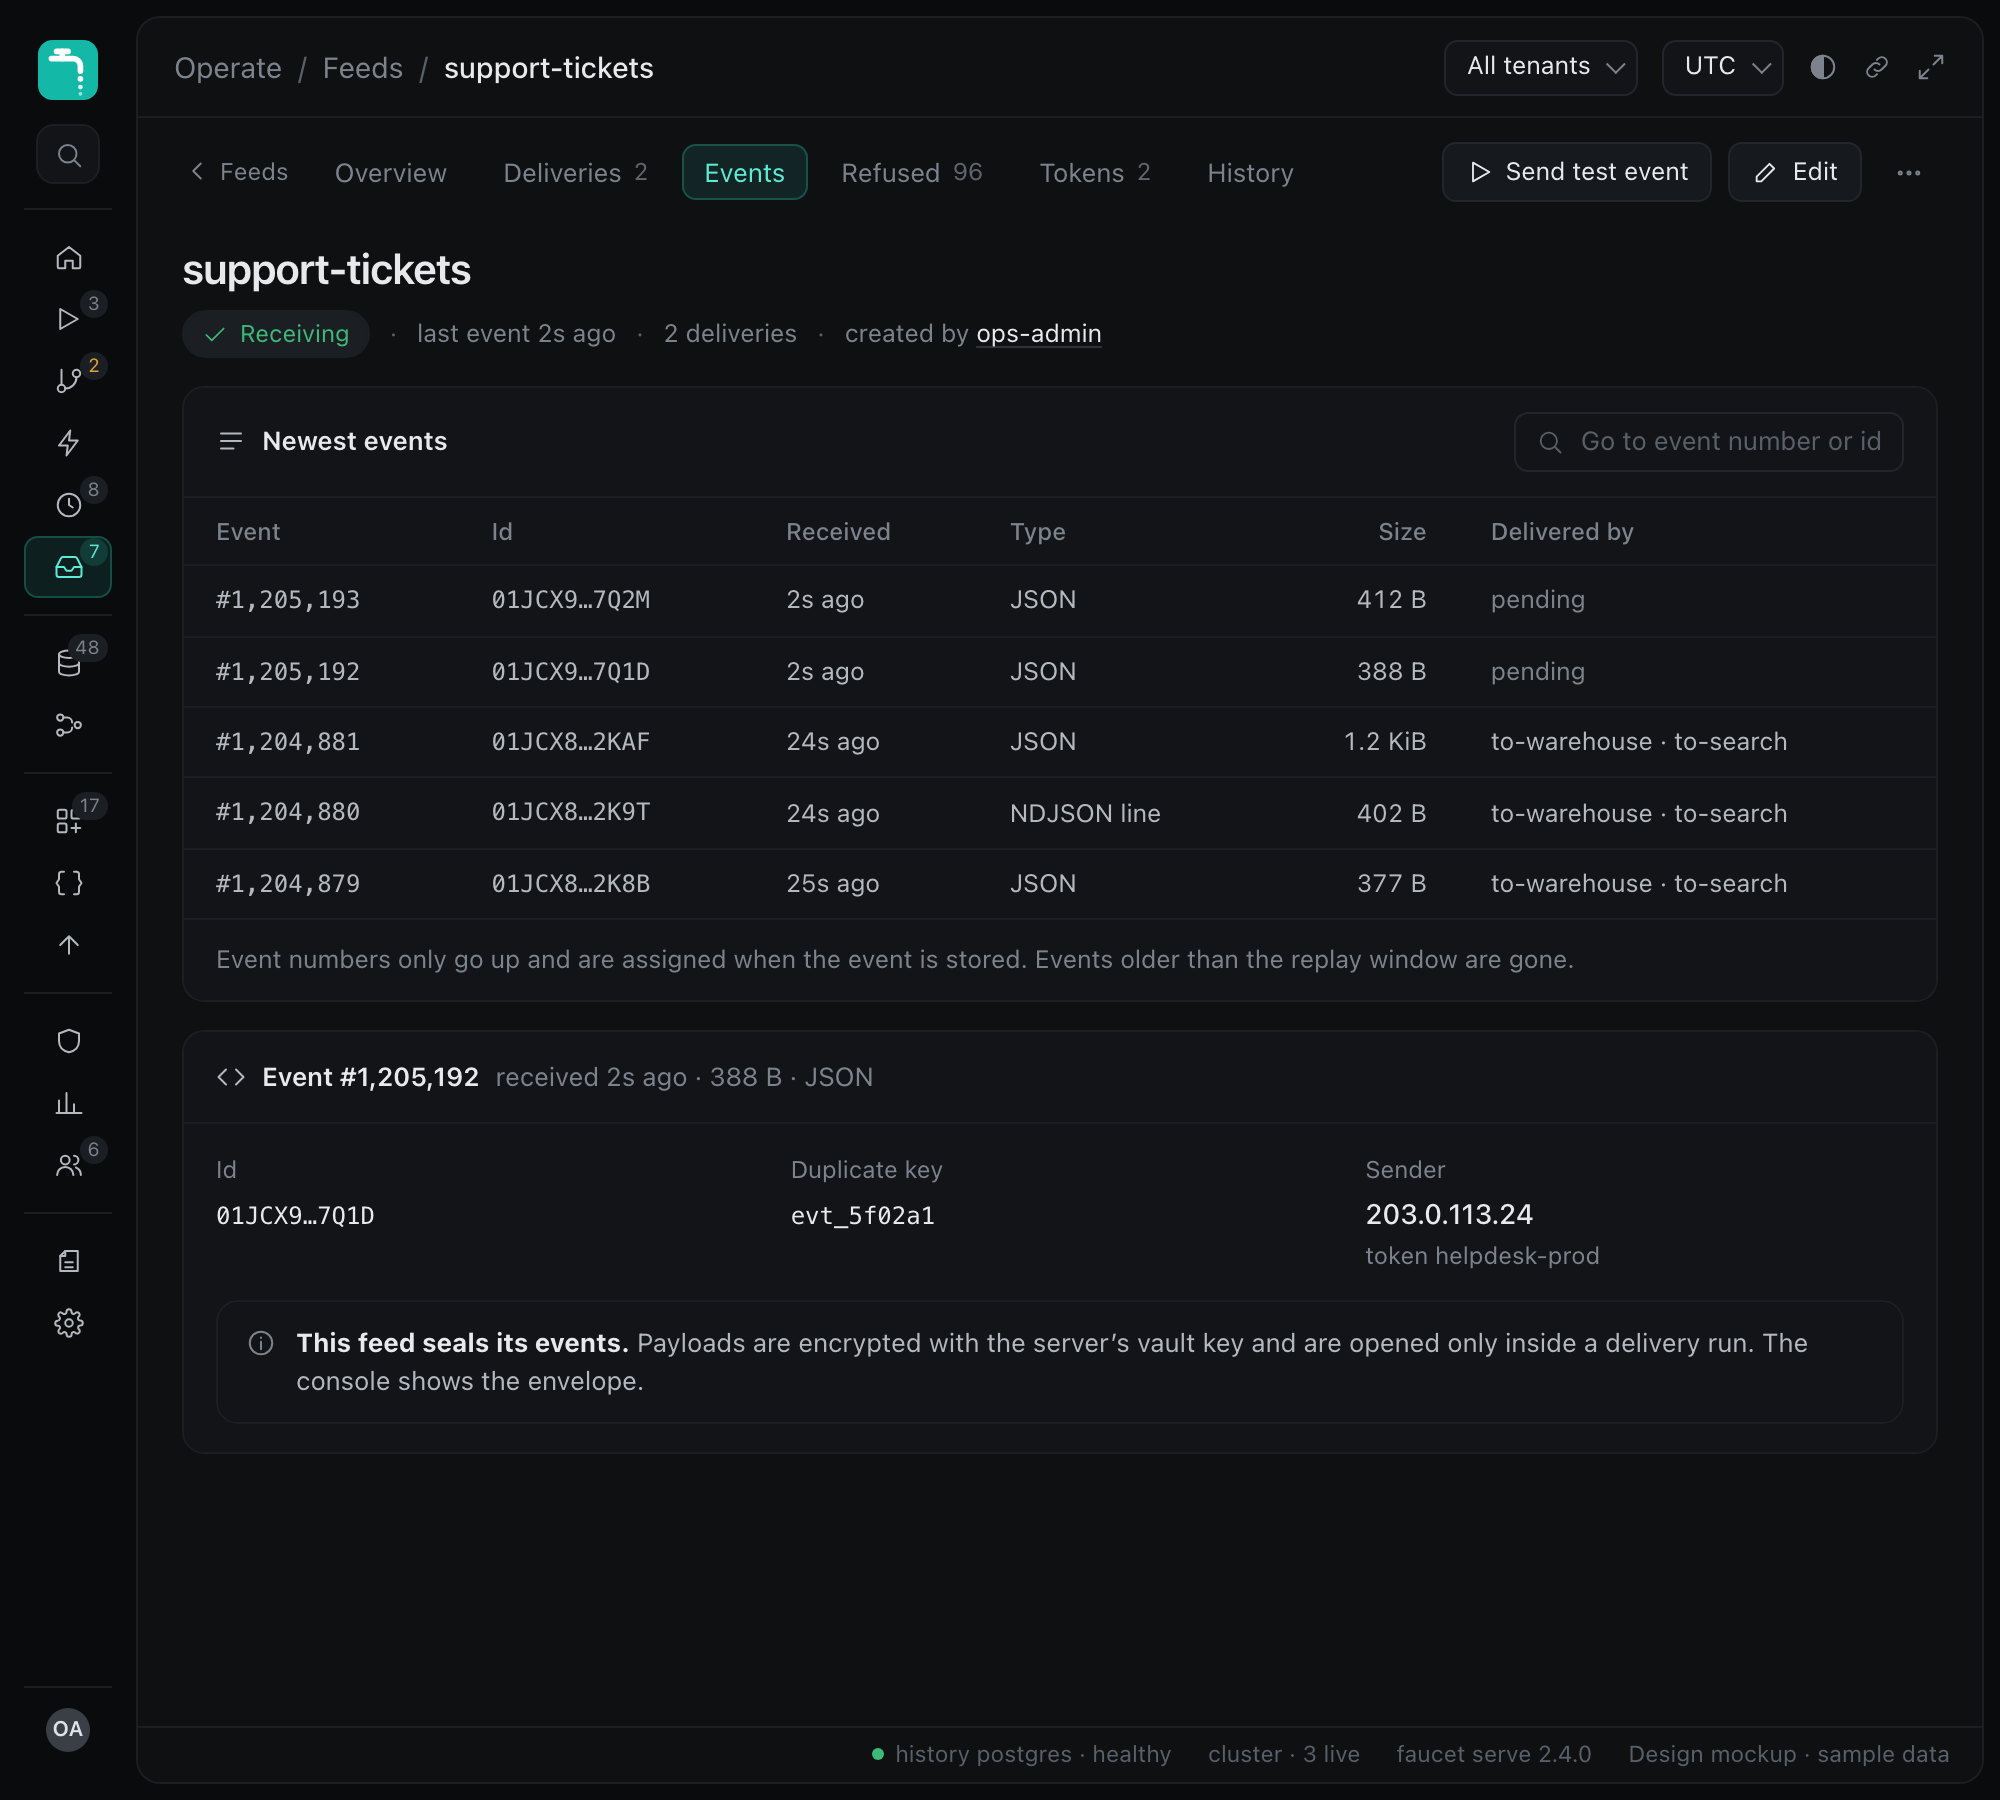 Operate / Feeds / support-tickets
All tenants
UTC
Feeds
Overview
Deliveries 2
Events
Refused 96
Tokens 2
History
Send test event
Edit
3
2
8
7
48
17
6
OA
support-tickets
Receiving · last event 2s ago · 2 deliveries · created by ops-admin
Newest events
Go to event number or id
Event Id Received Type Size Delivered by
#1,205,193 01JCX9…7Q2M 2s ago JSON 412 B pending
#1,205,192 01JCX9…7Q1D 2s ago JSON 388 B pending
#1,204,881 01JCX8…2KAF 24s ago JSON 1.2 KiB to-warehouse · to-search
#1,204,880 01JCX8…2K9T 24s ago NDJSON line 402 B to-warehouse · to-search
#1,204,879 01JCX8…2K8B 25s ago JSON 377 B to-warehouse · to-search
Event numbers only go up and are assigned when the event is stored. Events older than the replay window are gone.
Event #1,205,192 received 2s ago · 388 B · JSON
Id Duplicate key Sender
01JCX9…7Q1D evt_5f02a1 203.0.113.24
token helpdesk-prod
This feed seals its events. Payloads are encrypted with the server’s vault key and are opened only inside a delivery run. The
console shows the envelope.
history postgres · healthy cluster · 3 live faucet serve 2.4.0 Design mockup · sample data